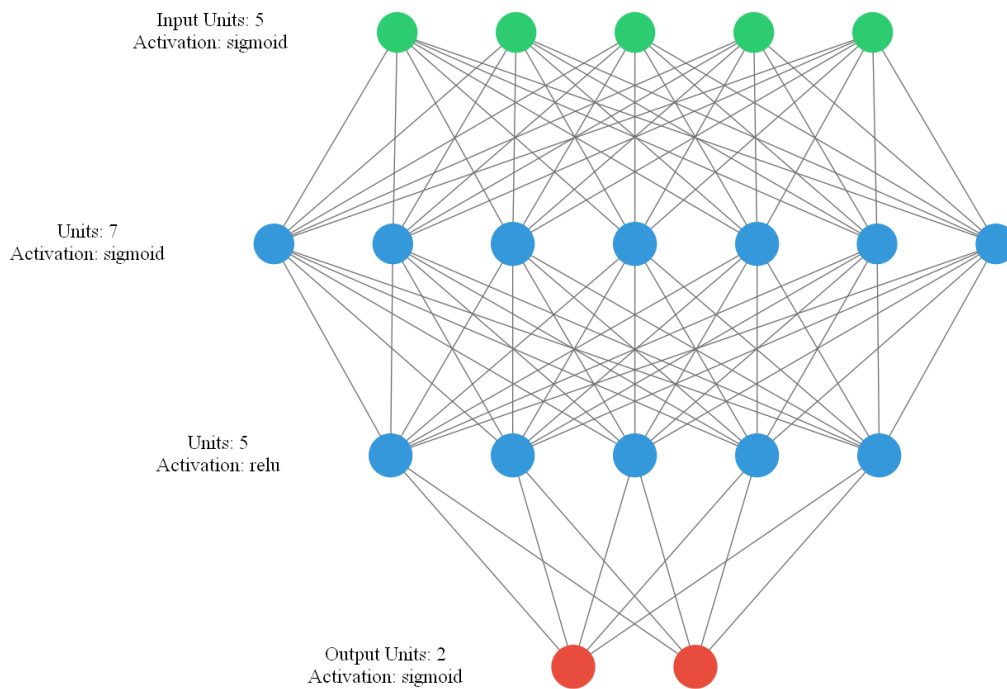 Input Units: 5
Activation: sigmoid
Units: 7
Activation: sigmoid
Units: 5
Activation: relu
Output Units: 2
Activation: sigmoid